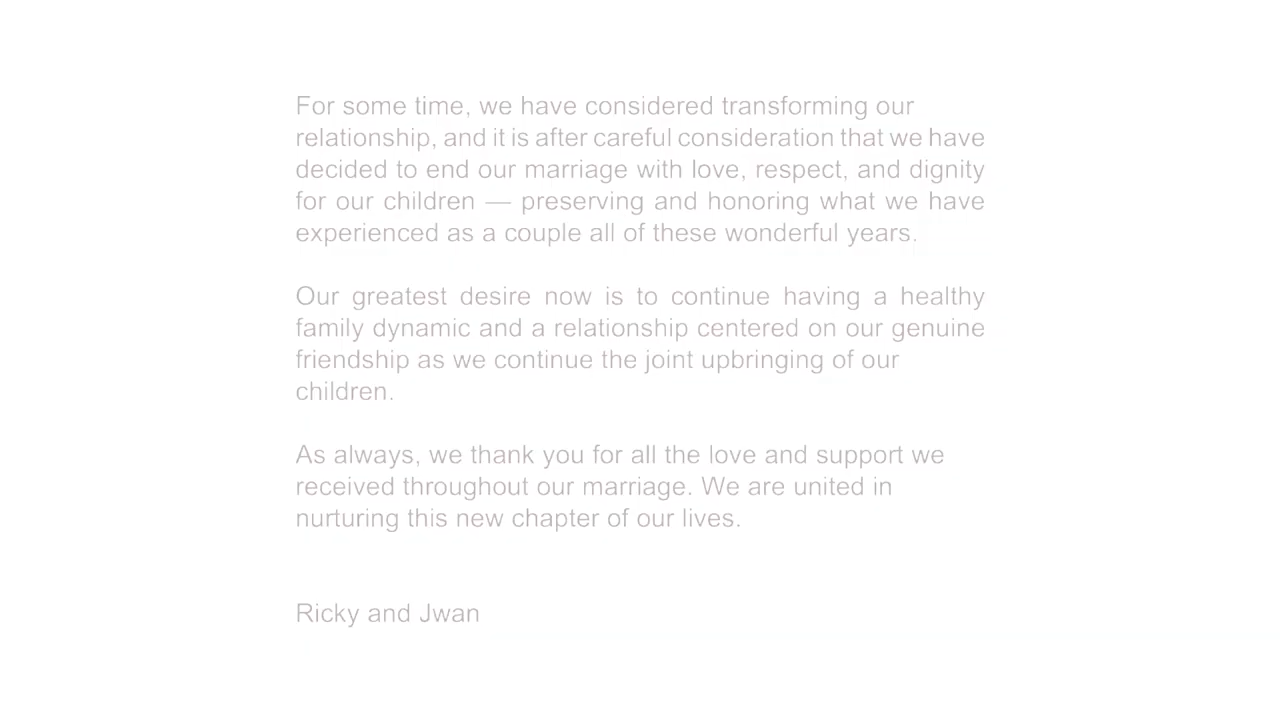 For some time, we have considered transforming our
relationship, and it is after careful consideration that we have
decided to end our marriage with love, respect, and dignity
for our children — preserving and honoring what we have
experienced as a couple all of these wonderful years.
Our greatest desire now is to continue having a healthy
family dynamic and a relationship centered on our genuine
friendship as we continue the joint upbringing of our
children.
As always, we thank you for all the love and support we
received throughout our marriage. We are united in
nurturing this new chapter of our lives.
Ricky and Jwan